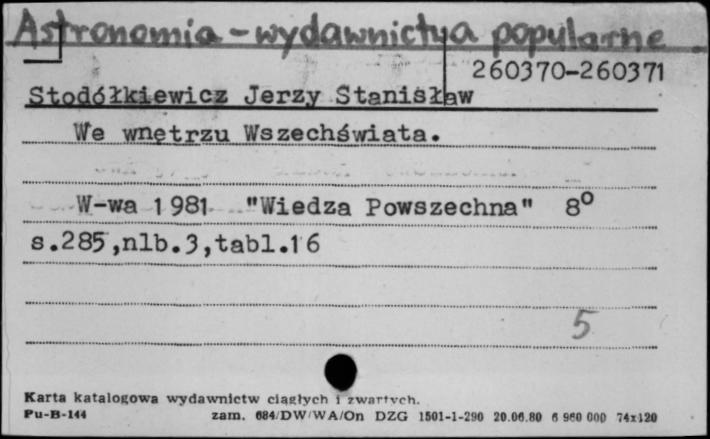 Astronomia - wydawnictwa popularne
260370-260371
Stodółkiewicz Jerzy Stanisław
We wnętrzu Wszechświata.
W-wa 1981 "Wiedza Powszechna" 8°
s.285,nlb.3,tabl.16
5
Karta katalogowa wydawnictw ciągłych i zwartych.
Pu-B-144 zam. 684/DW/WA/On DZG 1501-1-290 20.06.80 6 960 000 74x120